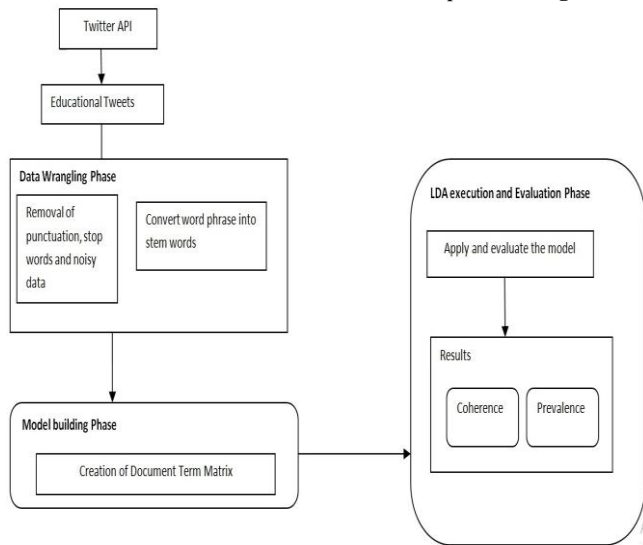 Twitter API
Educational Tweets
Data Wrangling Phase
Removal of
punctuation, stop
words and noisy
data
Convert word phrase into
stem words
Model building Phase
Creation of Document Term Matrix
LDA execution and Evaluation Phase
Apply and evaluate the model
Results
Coherence
Prevalence